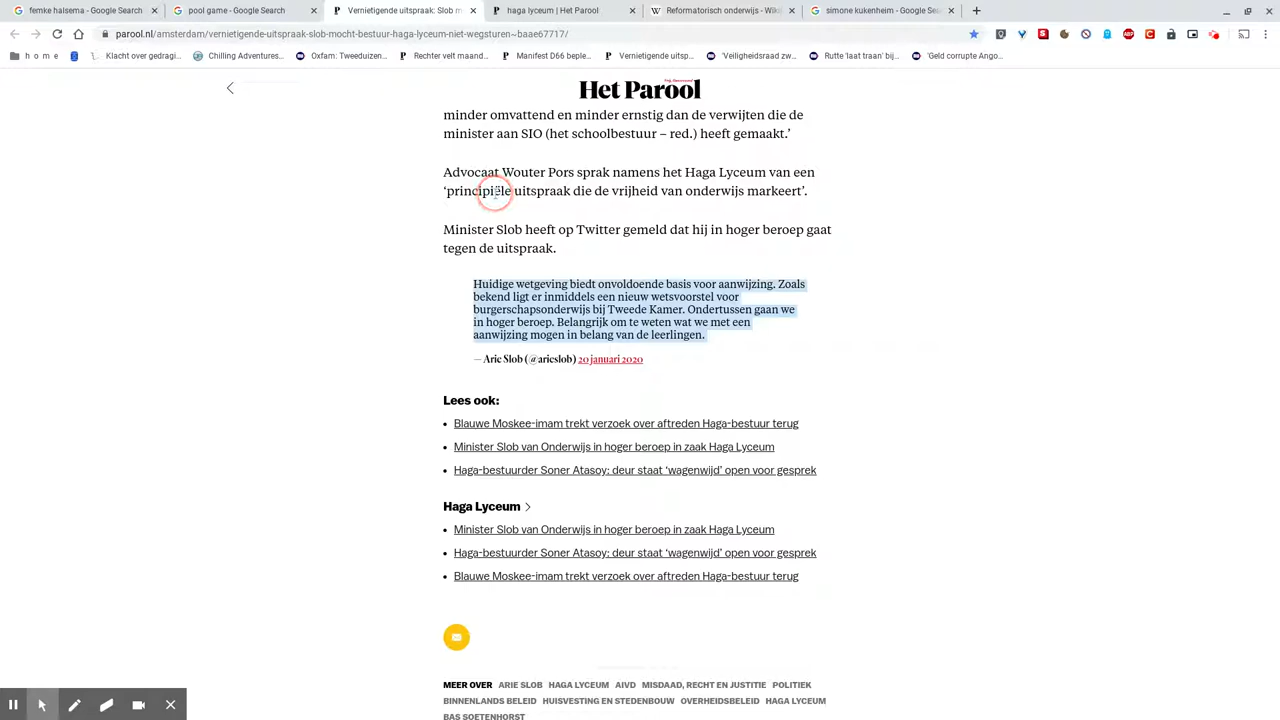 femke halsema - Google Search
pool game - Google Search
Vernietigende uitspraak: Slob m
haga lyceum | Het Parool
Reformatorisch onderwijs - Wiki
simone kukenheim - Google Sea
parool.nl/amsterdam/vernietigende-uitspraak-slob-mocht-bestuur-haga-lyceum-niet-wegsturen~baae67717/
h o m e
Klacht over gedragi...
Chilling Adventures...
Oxfam: Tweeduizen...
Rechter velt maand...
Manifest D66 beple...
Vernietigende uitsp...
'Veiligheidsraad zw...
Rutte 'laat traan' bij...
'Geld corrupte Ango...
Het Parool
minder omvattend en minder ernstig dan de verwijten die de
minister aan SIO (het schoolbestuur – red.) heeft gemaakt.’
Advocaat Wouter Pors sprak namens het Haga Lyceum van een
‘principiële uitspraak die de vrijheid van onderwijs markeert’.
Minister Slob heeft op Twitter gemeld dat hij in hoger beroep gaat
tegen de uitspraak.
Huidige wetgeving biedt onvoldoende basis voor aanwijzing. Zoals
bekend ligt er inmiddels een nieuw wetsvoorstel voor
burgerschapsonderwijs bij Tweede Kamer. Ondertussen gaan we
in hoger beroep. Belangrijk om te weten wat we met een
aanwijzing mogen in belang van de leerlingen.
— Arie Slob (@arieslob) 20 januari 2020
Lees ook:
• Blauwe Moskee-imam trekt verzoek over aftreden Haga-bestuur terug
• Minister Slob van Onderwijs in hoger beroep in zaak Haga Lyceum
• Haga-bestuurder Soner Atasoy: deur staat ‘wagenwijd’ open voor gesprek
Haga Lyceum >
• Minister Slob van Onderwijs in hoger beroep in zaak Haga Lyceum
• Haga-bestuurder Soner Atasoy: deur staat ‘wagenwijd’ open voor gesprek
• Blauwe Moskee-imam trekt verzoek over aftreden Haga-bestuur terug
MEER OVER ARIE SLOB HAGA LYCEUM AIVD MISDAAD, RECHT EN JUSTITIE POLITIEK
BINNENLANDS BELEID HUISVESTING EN STEDENBOUW OVERHEIDSBELEID HAGA LYCEUM
BAS SOETENHORST